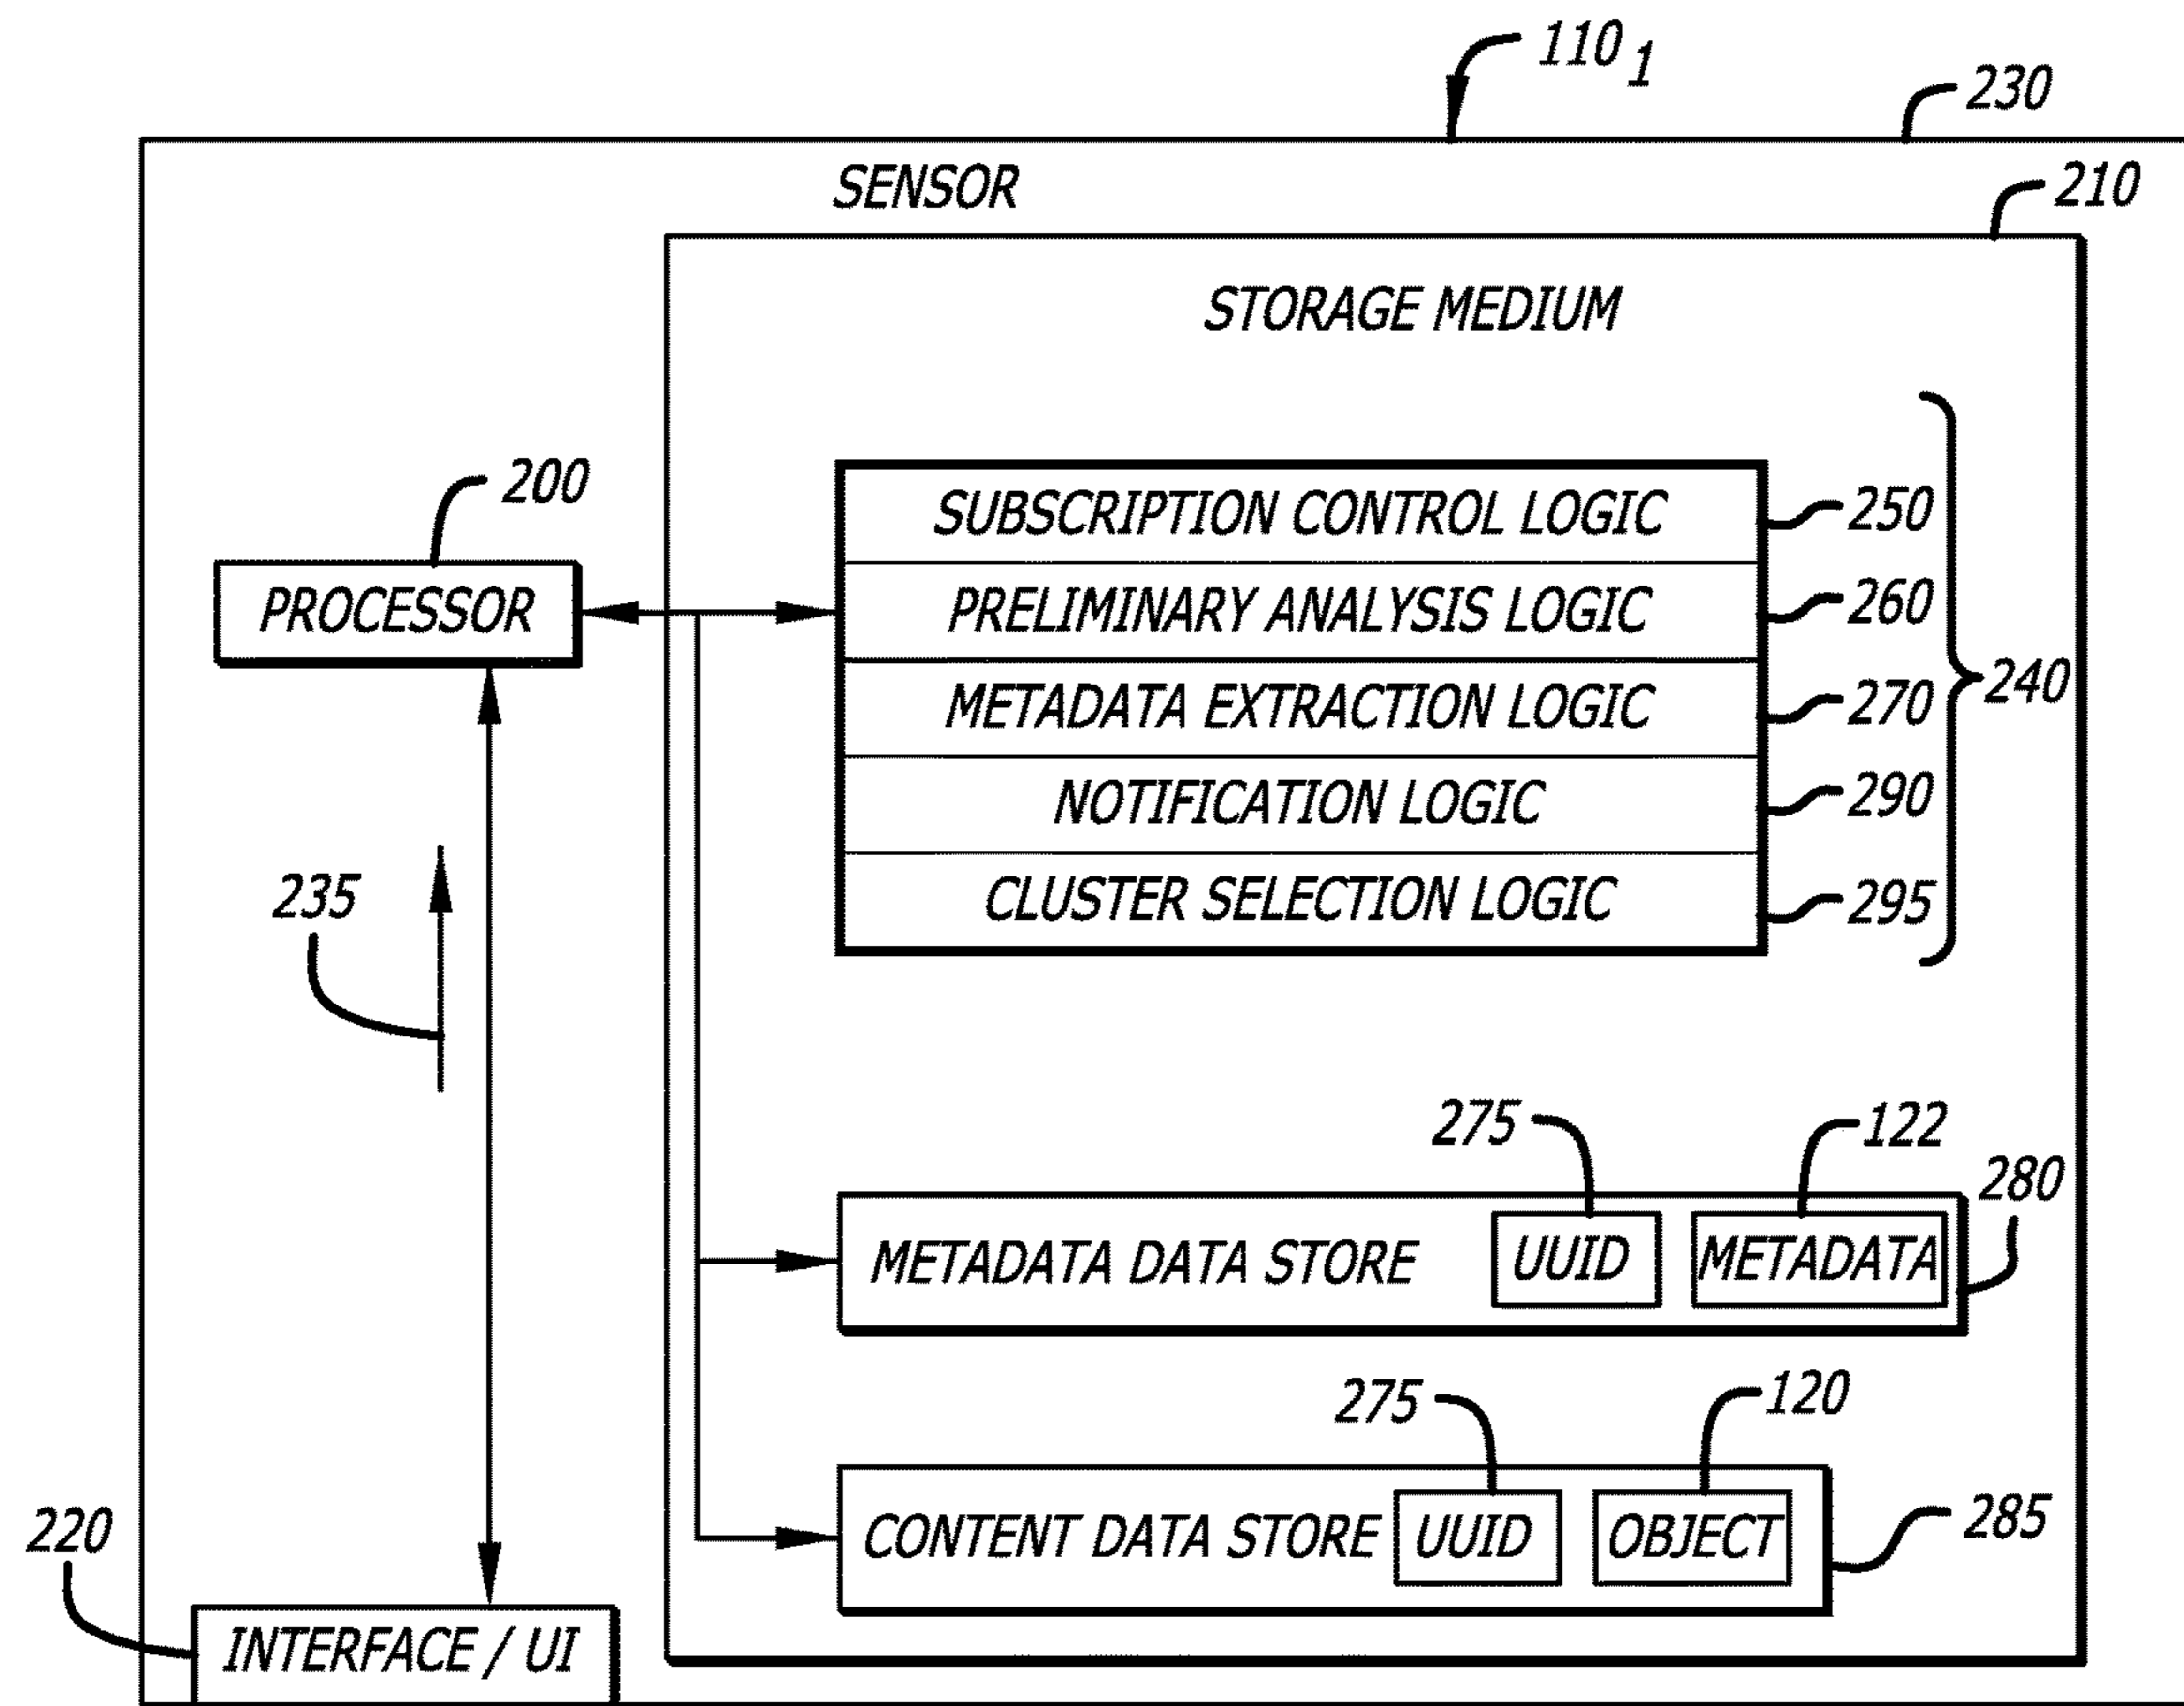 110 1
230
SENSOR
210
STORAGE MEDIUM
200
PROCESSOR
SUBSCRIPTION CONTROL LOGIC 250
PRELIMINARY ANALYSIS LOGIC 260
METADATA EXTRACTION LOGIC 270
240
NOTIFICATION LOGIC 290
CLUSTER SELECTION LOGIC 295
235
275 122
280
METADATA DATA STORE UUID METADATA
275 120
CONTENT DATA STORE UUID OBJECT 285
220
INTERFACE / UI